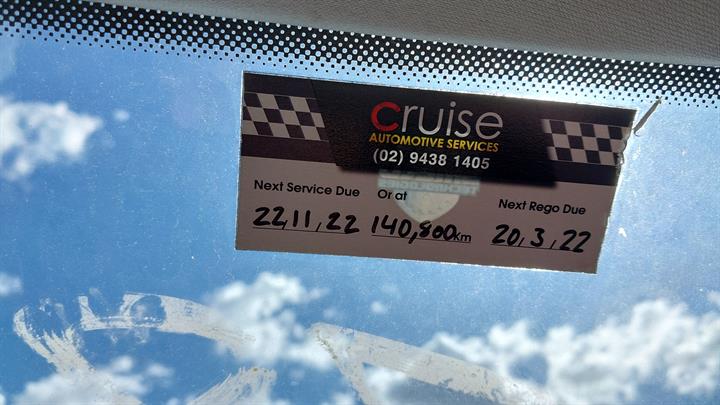 cruise
AUTOMOTIVE SERVICES
(02) 9438 1405
Next Service Due Or at Next Rego Due
22,11,22 140,800km 20,3,22